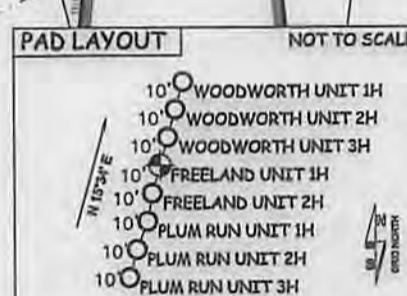 PAD LAYOUT
NOT TO SCAL
10' WOODWORTH UNIT 1H
10' WOODWORTH UNIT 2H
10' WOODWORTH UNIT 3H
10' FREELAND UNIT 1H
10' FREELAND UNIT 2H
10' PLUM RUN UNIT 1H
10' PLUM RUN UNIT 2H
10' PLUM RUN UNIT 3H
N 15°34' E
GRID NORTH